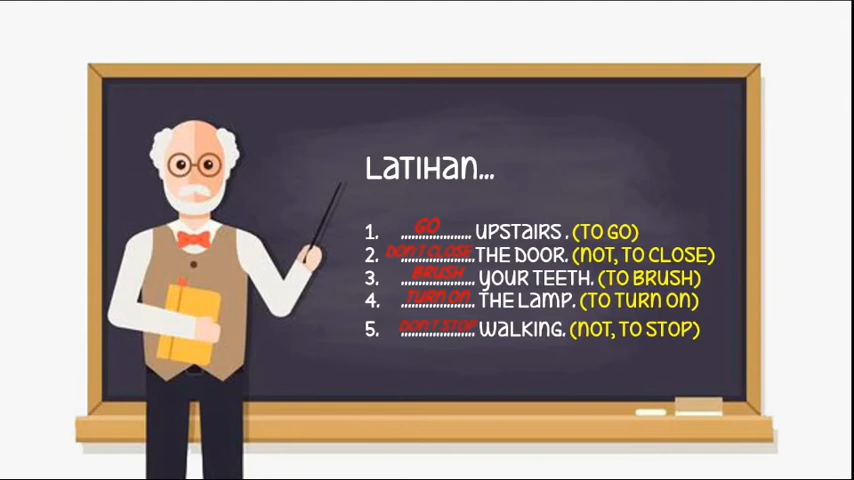 Latihan...
1. GO UPSTAIRS. (TO GO)
2. DON'T CLOSE THE DOOR. (NOT, TO CLOSE)
3. BRUSH YOUR TEETH. (TO BRUSH)
4. TURN ON THE LAMP. (TO TURN ON)
5. DON'T STOP WALKING. (NOT, TO STOP)